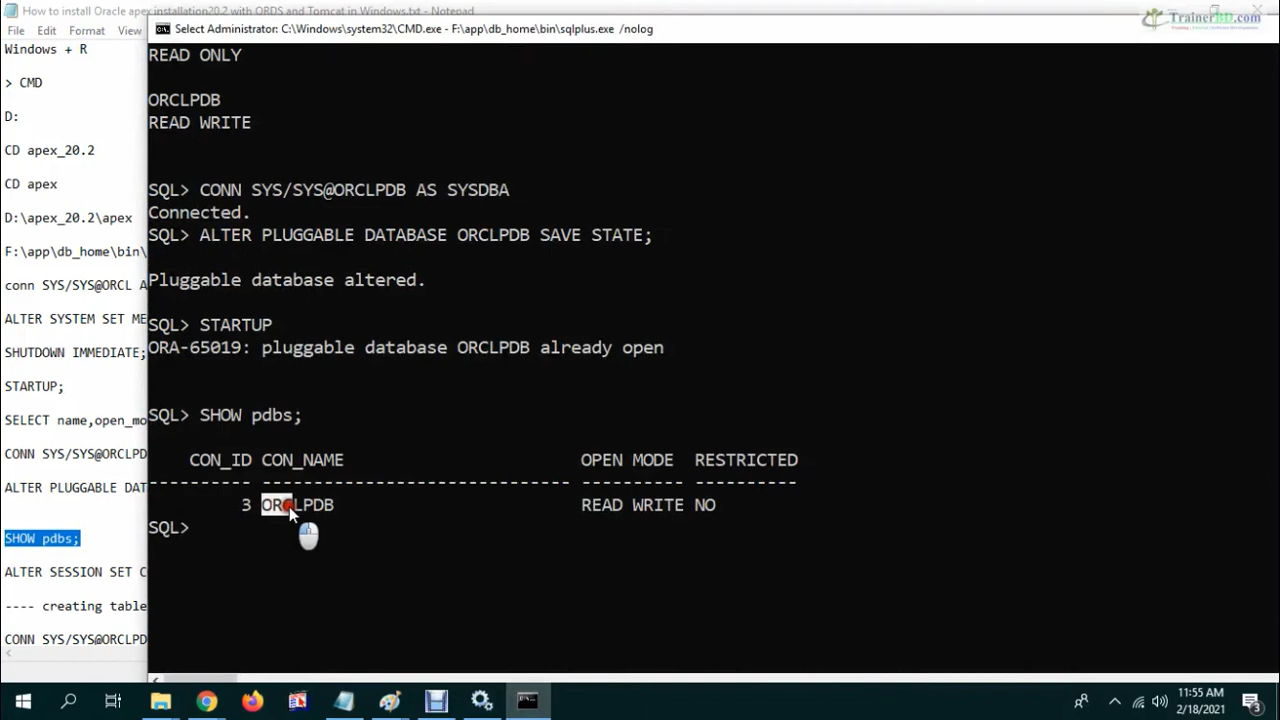 How to install Oracle apex installation20.2 with ORDS and Tomcat in Windows.txt - Notepad
TrainerBD.com
File Edit Format View
Select Administrator: C:\Windows\system32\CMD.exe - F:\app\db_home\bin\sqlplus.exe /nolog
Windows + R
> CMD
D:
CD apex_20.2
CD apex
D:\apex_20.2\apex
F:\app\db_home\bin\
conn SYS/SYS@ORCL A
ALTER SYSTEM SET ME
SHUTDOWN IMMEDIATE;
STARTUP;
SELECT name,open_mo
CONN SYS/SYS@ORCLPD
ALTER PLUGGABLE DAT
SHOW pdbs;
ALTER SESSION SET C
---- creating table
CONN SYS/SYS@ORCLPD
READ ONLY
ORCLPDB
READ WRITE
SQL> CONN SYS/SYS@ORCLPDB AS SYSDBA
Connected.
SQL> ALTER PLUGGABLE DATABASE ORCLPDB SAVE STATE;
Pluggable database altered.
SQL> STARTUP
ORA-65019: pluggable database ORCLPDB already open
SQL> SHOW pdbs;
CON_ID CON_NAME OPEN MODE RESTRICTED
---------- ------------------------------ ---------- ----------
3 ORCLPDB READ WRITE NO
SQL>
11:55 AM
2/18/2021
3